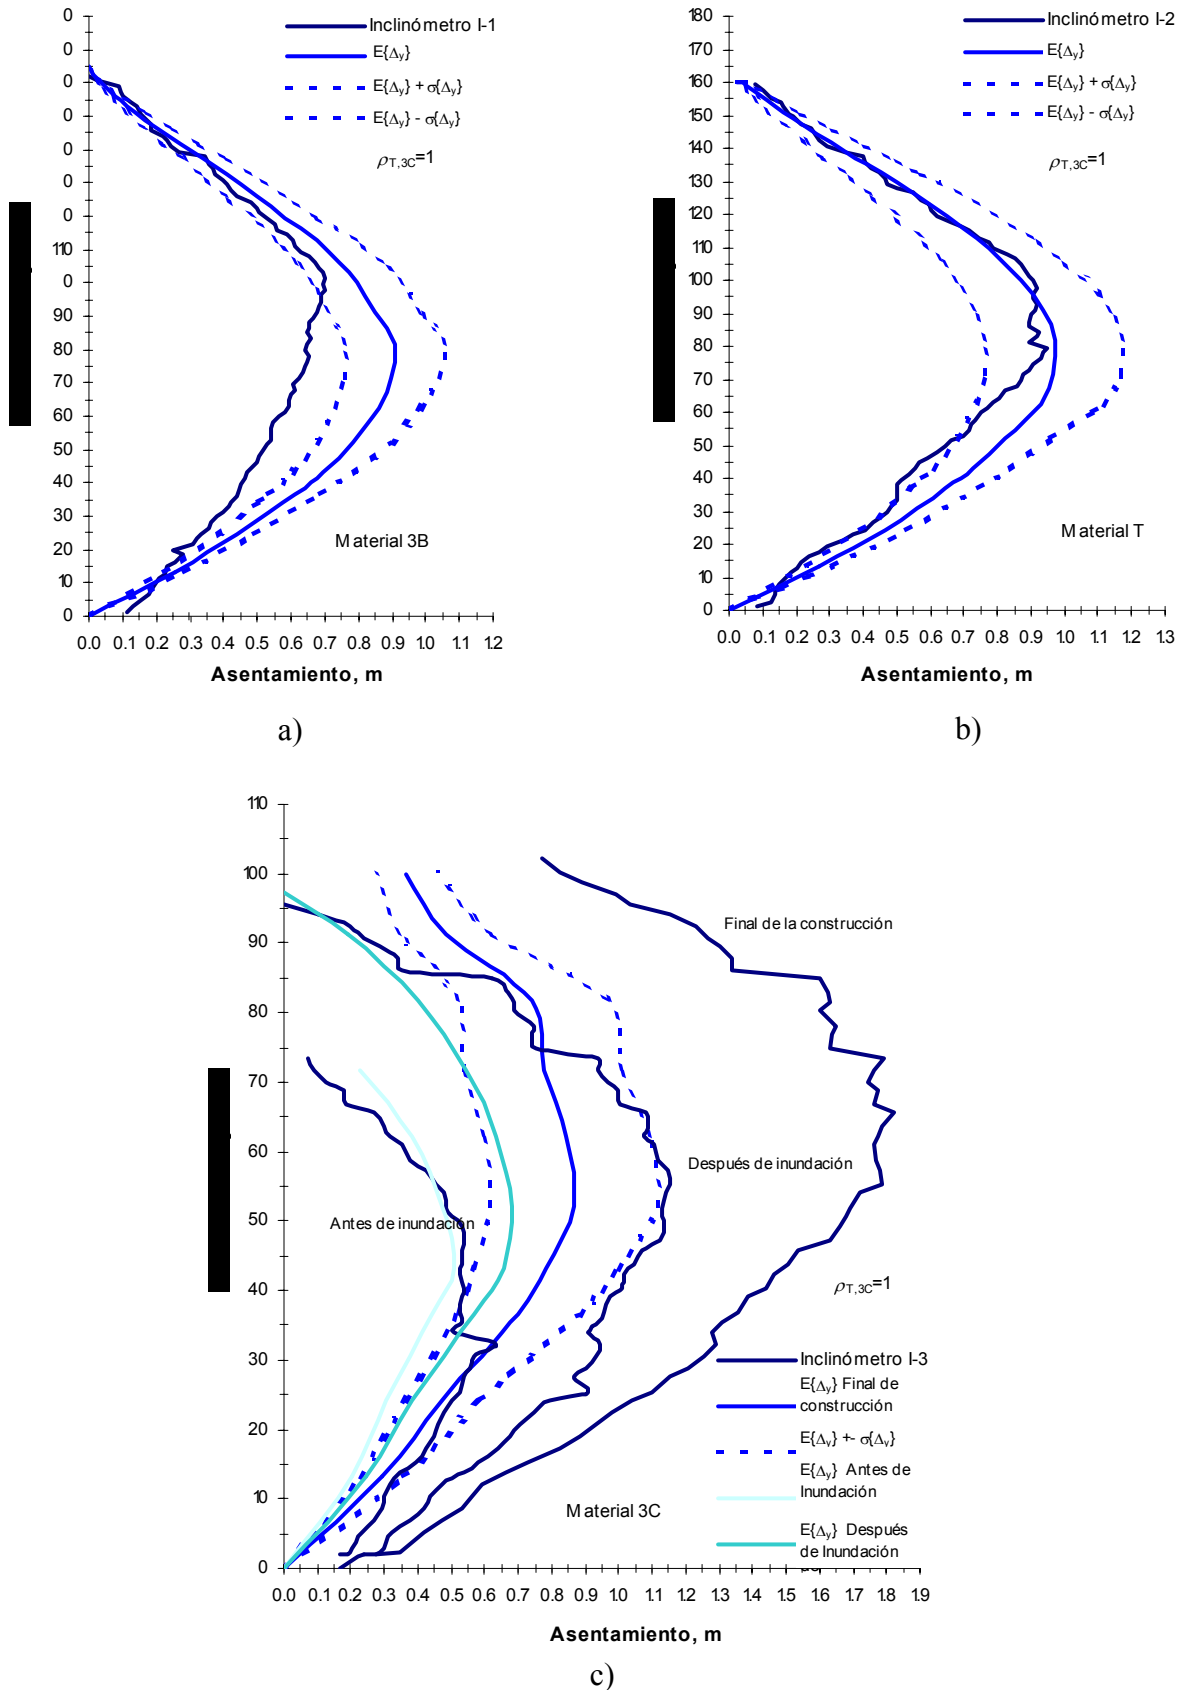 Inclinómetro I-1
E{Δy}
E{Δy} + σ{Δy}
E{Δy} - σ{Δy}
ρT,3C=1
0
0
0
0
0
0
0
110
0
90
80
70
60
50
40
30
20
10
0
Material 3B
0.0 0.1 0.2 0.3 0.4 0.5 0.6 0.7 0.8 0.9 1.0 1.1 1.2
Asentamiento, m
a)
Inclinómetro I-2
E{Δy}
E{Δy} + σ{Δy}
E{Δy} - σ{Δy}
ρT,3C=1
180
170
160
150
140
130
120
110
100
90
80
70
60
50
40
30
20
10
0
Material T
0.0 0.1 0.2 0.3 0.4 0.5 0.6 0.7 0.8 0.9 1.0 1.1 1.2 1.3
Asentamiento, m
b)
110
100
90
80
70
60
50
40
30
20
10
0
Final de la construcción
Después de inundación
Antes de inundación
ρT,3C=1
Inclinómetro I-3
E{Δy} Final de
construcción
E{Δy} +- σ{Δy}
E{Δy} Antes de
Inundación
E{Δy} Después
de Inundación
Material 3C
0.0 0.1 0.2 0.3 0.4 0.5 0.6 0.7 0.8 0.9 1.0 1.1 1.2 1.3 1.4 1.5 1.6 1.7 1.8 1.9
Asentamiento, m
c)